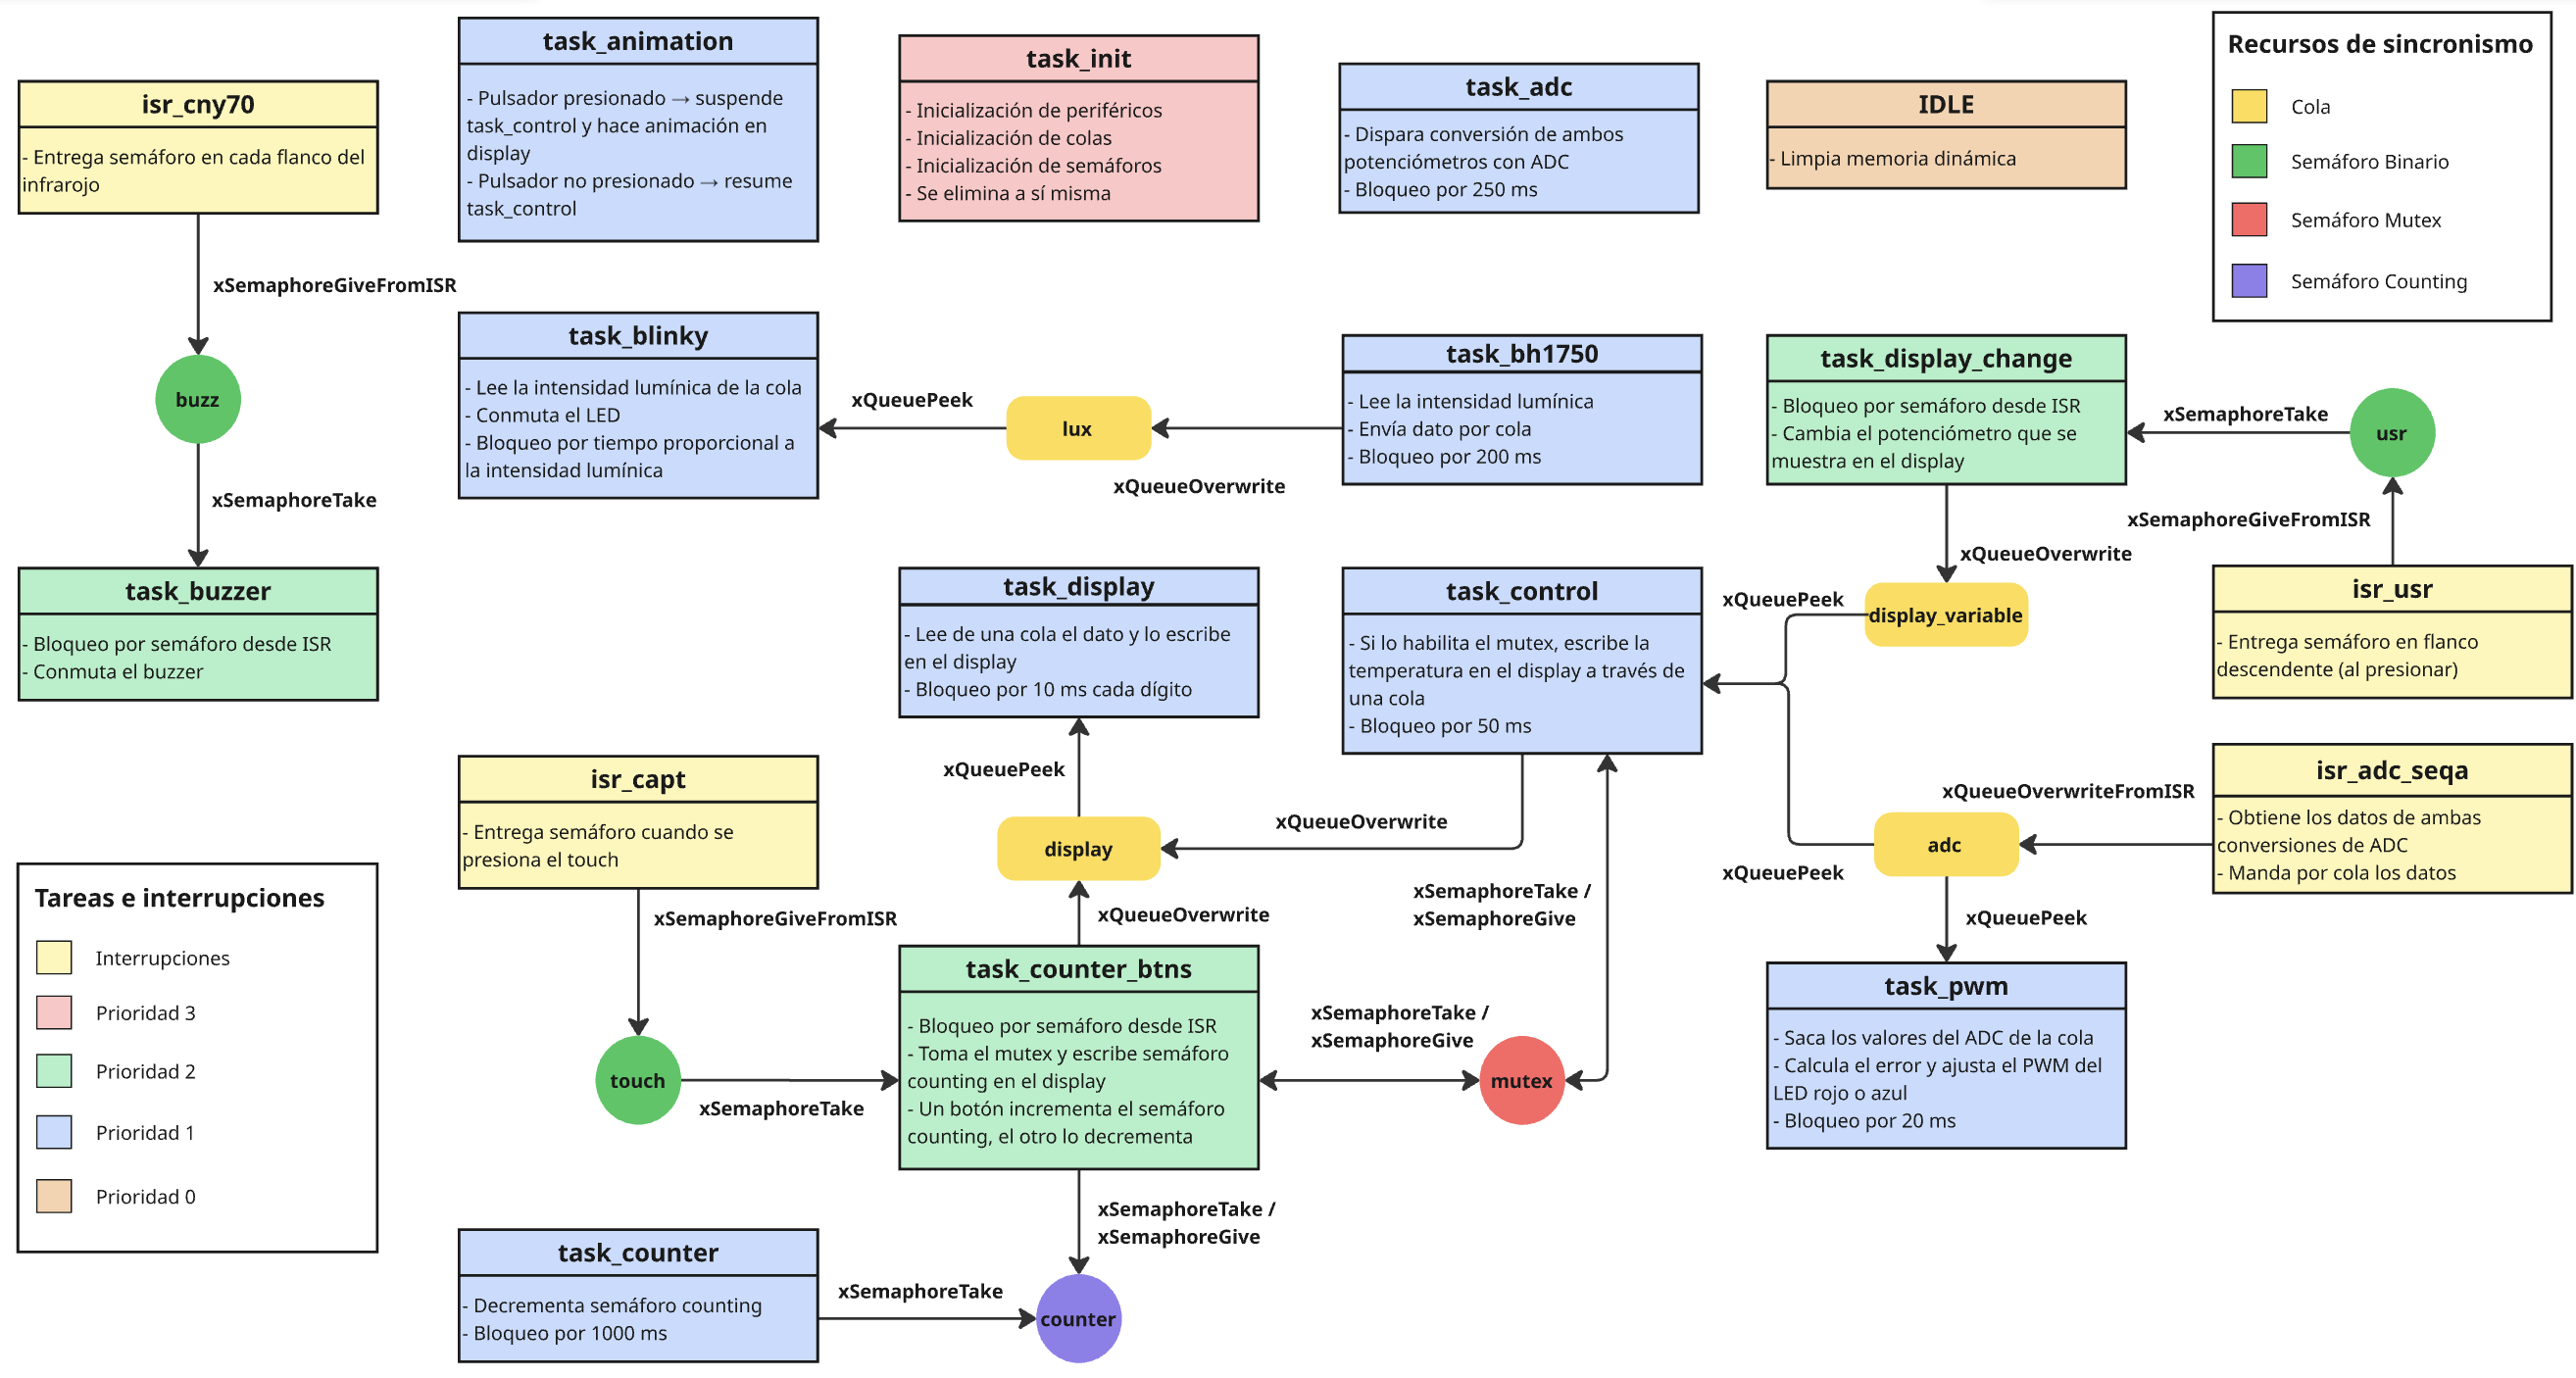 isr_cny70
- Entrega semáforo en cada flanco del
infrarojo
xSemaphoreGiveFromISR
buzz
xSemaphoreTake
task_buzzer
- Bloqueo por semáforo desde ISR
- Conmuta el buzzer
Tareas e interrupciones
Interrupciones
Prioridad 3
Prioridad 2
Prioridad 1
Prioridad 0
task_animation
- Pulsador presionado → suspende
task_control y hace animación en
display
- Pulsador no presionado → resume
task_control
task_init
- Inicialización de periféricos
- Inicialización de colas
- Inicialización de semáforos
- Se elimina a sí misma
task_adc
- Dispara conversión de ambos
potenciómetros con ADC
- Bloqueo por 250 ms
IDLE
- Limpia memoria dinámica
Recursos de sincronismo
Cola
Semáforo Binario
Semáforo Mutex
Semáforo Counting
task_blinky
- Lee la intensidad lumínica de la cola
- Conmuta el LED
- Bloqueo por tiempo proporcional a
la intensidad lumínica
xQueuePeek
lux
xQueueOverwrite
task_bh1750
- Lee la intensidad lumínica
- Envía dato por cola
- Bloqueo por 200 ms
task_display_change
- Bloqueo por semáforo desde ISR
- Cambia el potenciómetro que se
muestra en el display
xSemaphoreTake
usr
xSemaphoreGiveFromISR
xQueueOverwrite
isr_usr
- Entrega semáforo en flanco
descendente (al presionar)
task_display
- Lee de una cola el dato y lo escribe
en el display
- Bloqueo por 10 ms cada dígito
task_control
- Si lo habilita el mutex, escribe la
temperatura en el display a través de
una cola
- Bloqueo por 50 ms
xQueuePeek
display_variable
isr_capt
- Entrega semáforo cuando se
presiona el touch
xSemaphoreGiveFromISR
touch
xSemaphoreTake
xQueuePeek
display
xQueueOverwrite
xQueueOverwrite
xSemaphoreTake /
xSemaphoreGive
xQueueOverwriteFromISR
adc
xQueuePeek
xQueuePeek
isr_adc_seqa
- Obtiene los datos de ambas
conversiones de ADC
- Manda por cola los datos
task_counter_btns
- Bloqueo por semáforo desde ISR
- Toma el mutex y escribe semáforo
counting en el display
- Un botón incrementa el semáforo
counting, el otro lo decrementa
xSemaphoreTake /
xSemaphoreGive
mutex
task_pwm
- Saca los valores del ADC de la cola
- Calcula el error y ajusta el PWM del
LED rojo o azul
- Bloqueo por 20 ms
xSemaphoreTake /
xSemaphoreGive
task_counter
- Decrementa semáforo counting
- Bloqueo por 1000 ms
xSemaphoreTake
counter